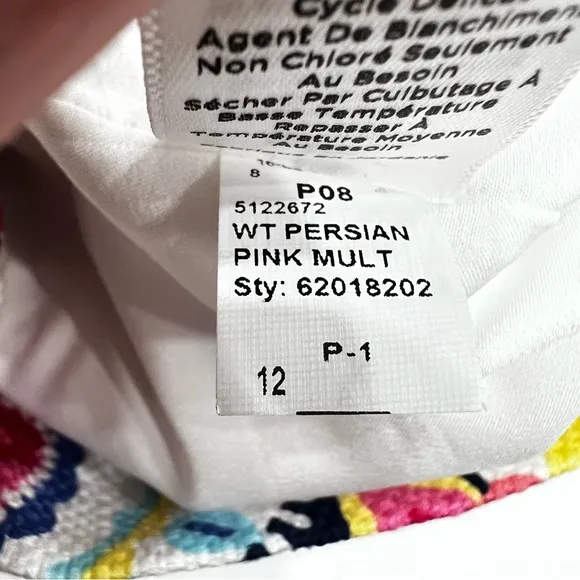 Cycle
Agent De Blanchiment
Non Chloré Seulement
Au Besoin
Sécher Par Culbutage À
Basse Température
Repasser À
Température Moyenne
Au Besoin
8
P08
5122672
WT PERSIAN
PINK MULT
Sty: 62018202
P-1
12